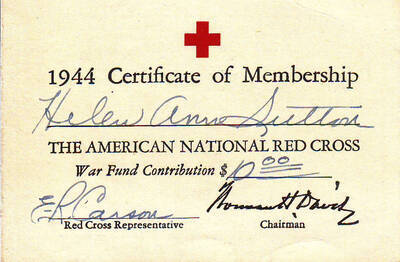 1944 Certificate of Membership
Helen Ann Sutton
THE AMERICAN NATIONAL RED CROSS
War Fund Contribution $10.00
E R Carson Norman H Davis
Red Cross Representative Chairman